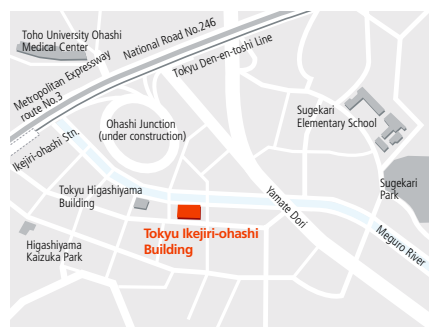 Toho University Ohashi
Medical Center
National Road No.246
Metropolitan Expressway
route No.3
Tokyu Den-en-toshi Line
Ikejiri-ohashi Stn.
Ohashi Junction
(under construction)
Sugekari
Elementary School
Tokyu Higashiyama
Building
Sugekari
Park
Yamate Dori
Tokyu Ikejiri-ohashi
Building
Meguro River
Higashiyama
Kaizuka Park